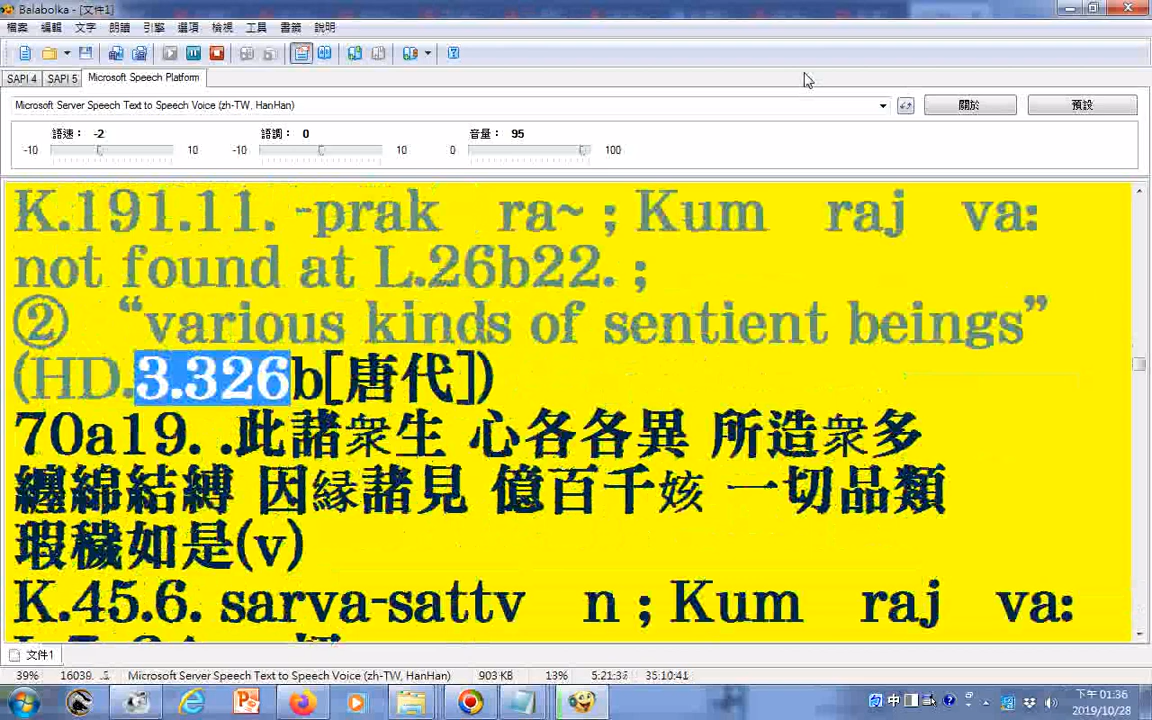 Balabolka - [文件1]
檔案 編輯 文字 朗讀 引擎 選項 檢視 工具 書籤 說明
SAPI 4 SAPI 5 Microsoft Speech Platform
Microsoft Server Speech Text to Speech Voice (zh-TW, HanHan) 關於 預設
語速： -2 語調： 0 音量： 95
-10 10 -10 10 0 100
K.191.11. -prak ra~ ; Kum raj va:
not found at L.26b22. ;
② “various kinds of sentient beings”
(HD.3.326b[唐代])
70a19. .此諸衆生 心各各異 所造衆多
纏綿結縛 因縁諸見 億百千姟 一切品類
瑕穢如是(v)
K.45.6. sarva-sattv n ; Kum raj va:
文件1
39% Microsoft Server Speech Text to Speech Voice (zh-TW, HanHan) 903 KB 13% 35:10:41
中 下午 01:36
2019/10/28